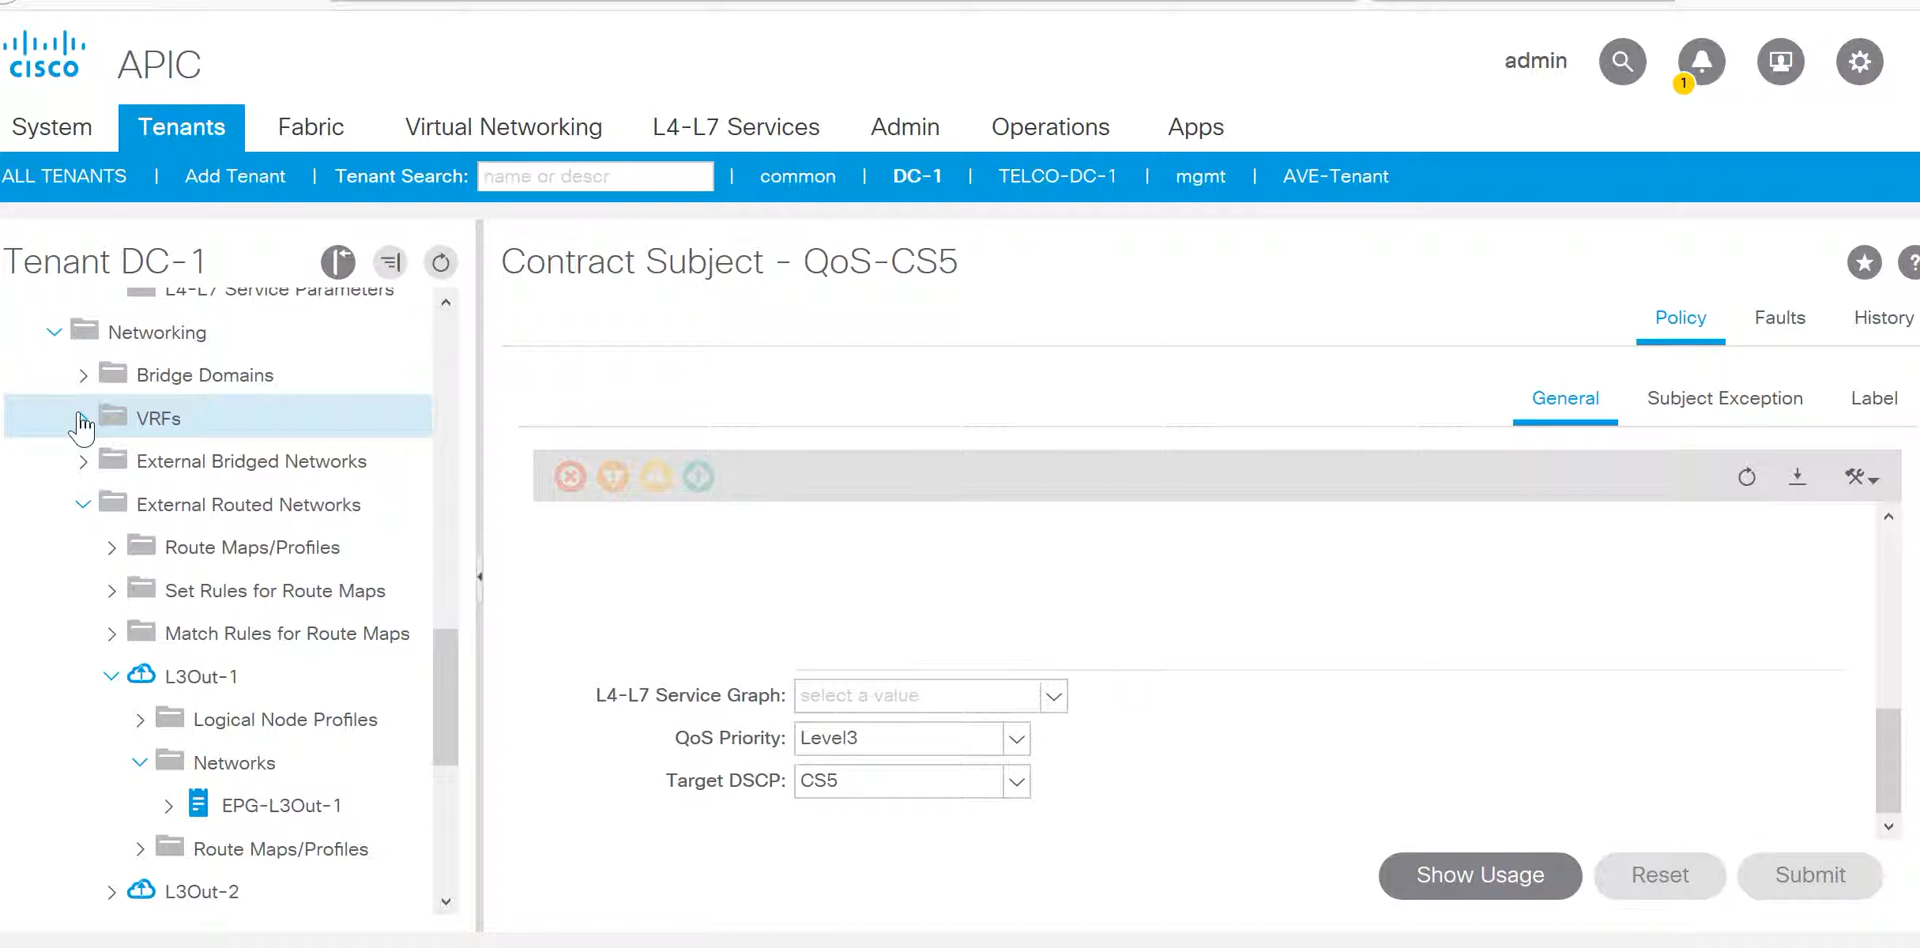 CISCO
APIC
admin
1
System Tenants Fabric Virtual Networking L4-L7 Services Admin Operations Apps
ALL TENANTS | Add Tenant | Tenant Search: name or descr | common | DC-1 | TELCO-DC-1 | mgmt | AVE-Tenant
Tenant DC-1
L4-L7 Service Parameters
Networking
Bridge Domains
VRFs
External Bridged Networks
External Routed Networks
Route Maps/Profiles
Set Rules for Route Maps
Match Rules for Route Maps
L3Out-1
Logical Node Profiles
Networks
EPG-L3Out-1
Route Maps/Profiles
L3Out-2
Contract Subject - QoS-CS5
?
Policy Faults History
General Subject Exception Label
L4-L7 Service Graph: select a value
QoS Priority: Level3
Target DSCP: CS5
Show Usage Reset Submit